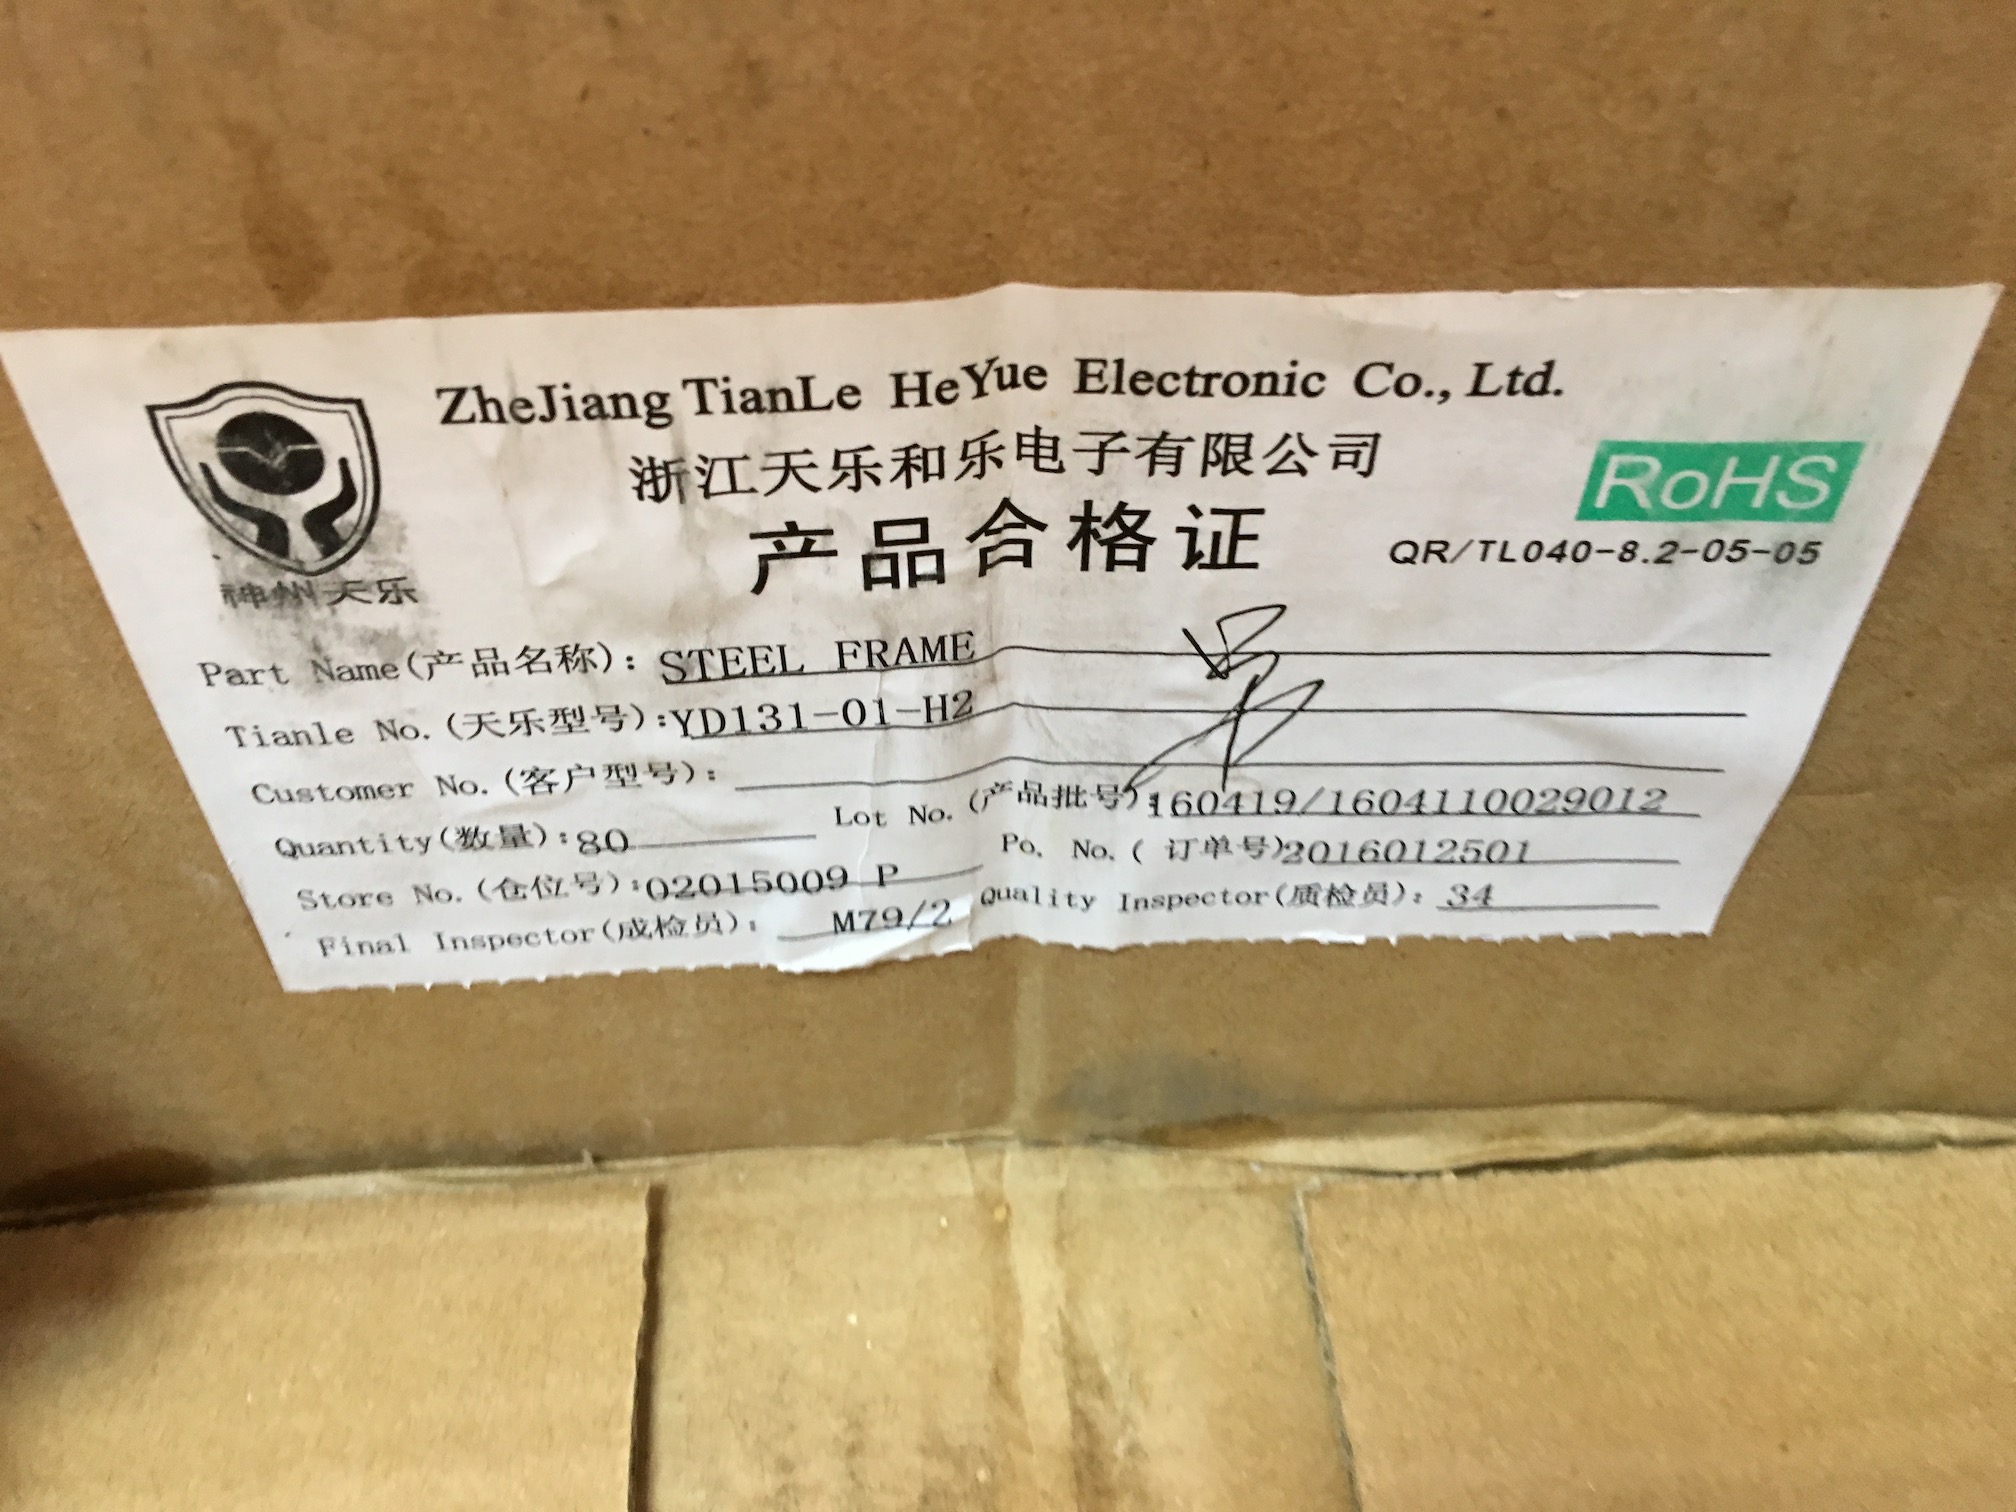 ZheJiang TianLe HeYue Electronic Co., Ltd.
浙江天乐和乐电子有限公司
RoHS
产品合格证
QR/TL040-8.2-05-05
神州天乐
Part Name(产品名称): STEEL FRAME
Tianle No.(天乐型号):YD131-01-H2
Customer No.(客户型号):
Quantity(数量):80
Lot No.(产品批号):160419/1604110029012
Store No.(仓位号):02015009 P
Po. No.( 订单号)2016012501
Final Inspector(成检员): M79/2
Quality Inspector(质检员): 34